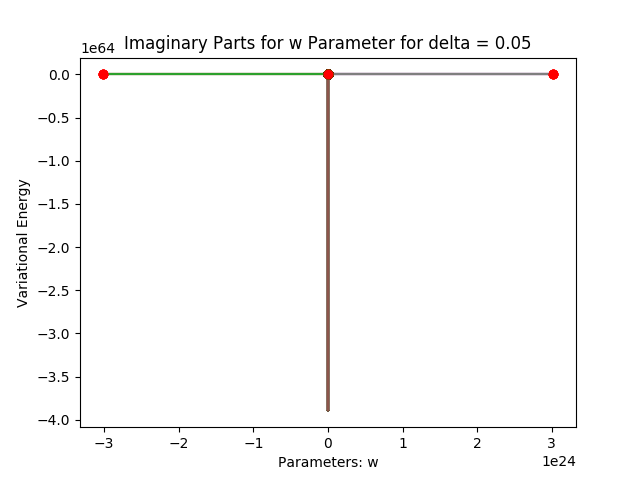 Imaginary Parts for w Parameter for delta = 0.05
1e64
0.0
−0.5
−1.0
−1.5
−2.0
−2.5
−3.0
−3.5
−4.0
Variational Energy
−3 −2 −1 0 1 2 3
1e24
Parameters: w